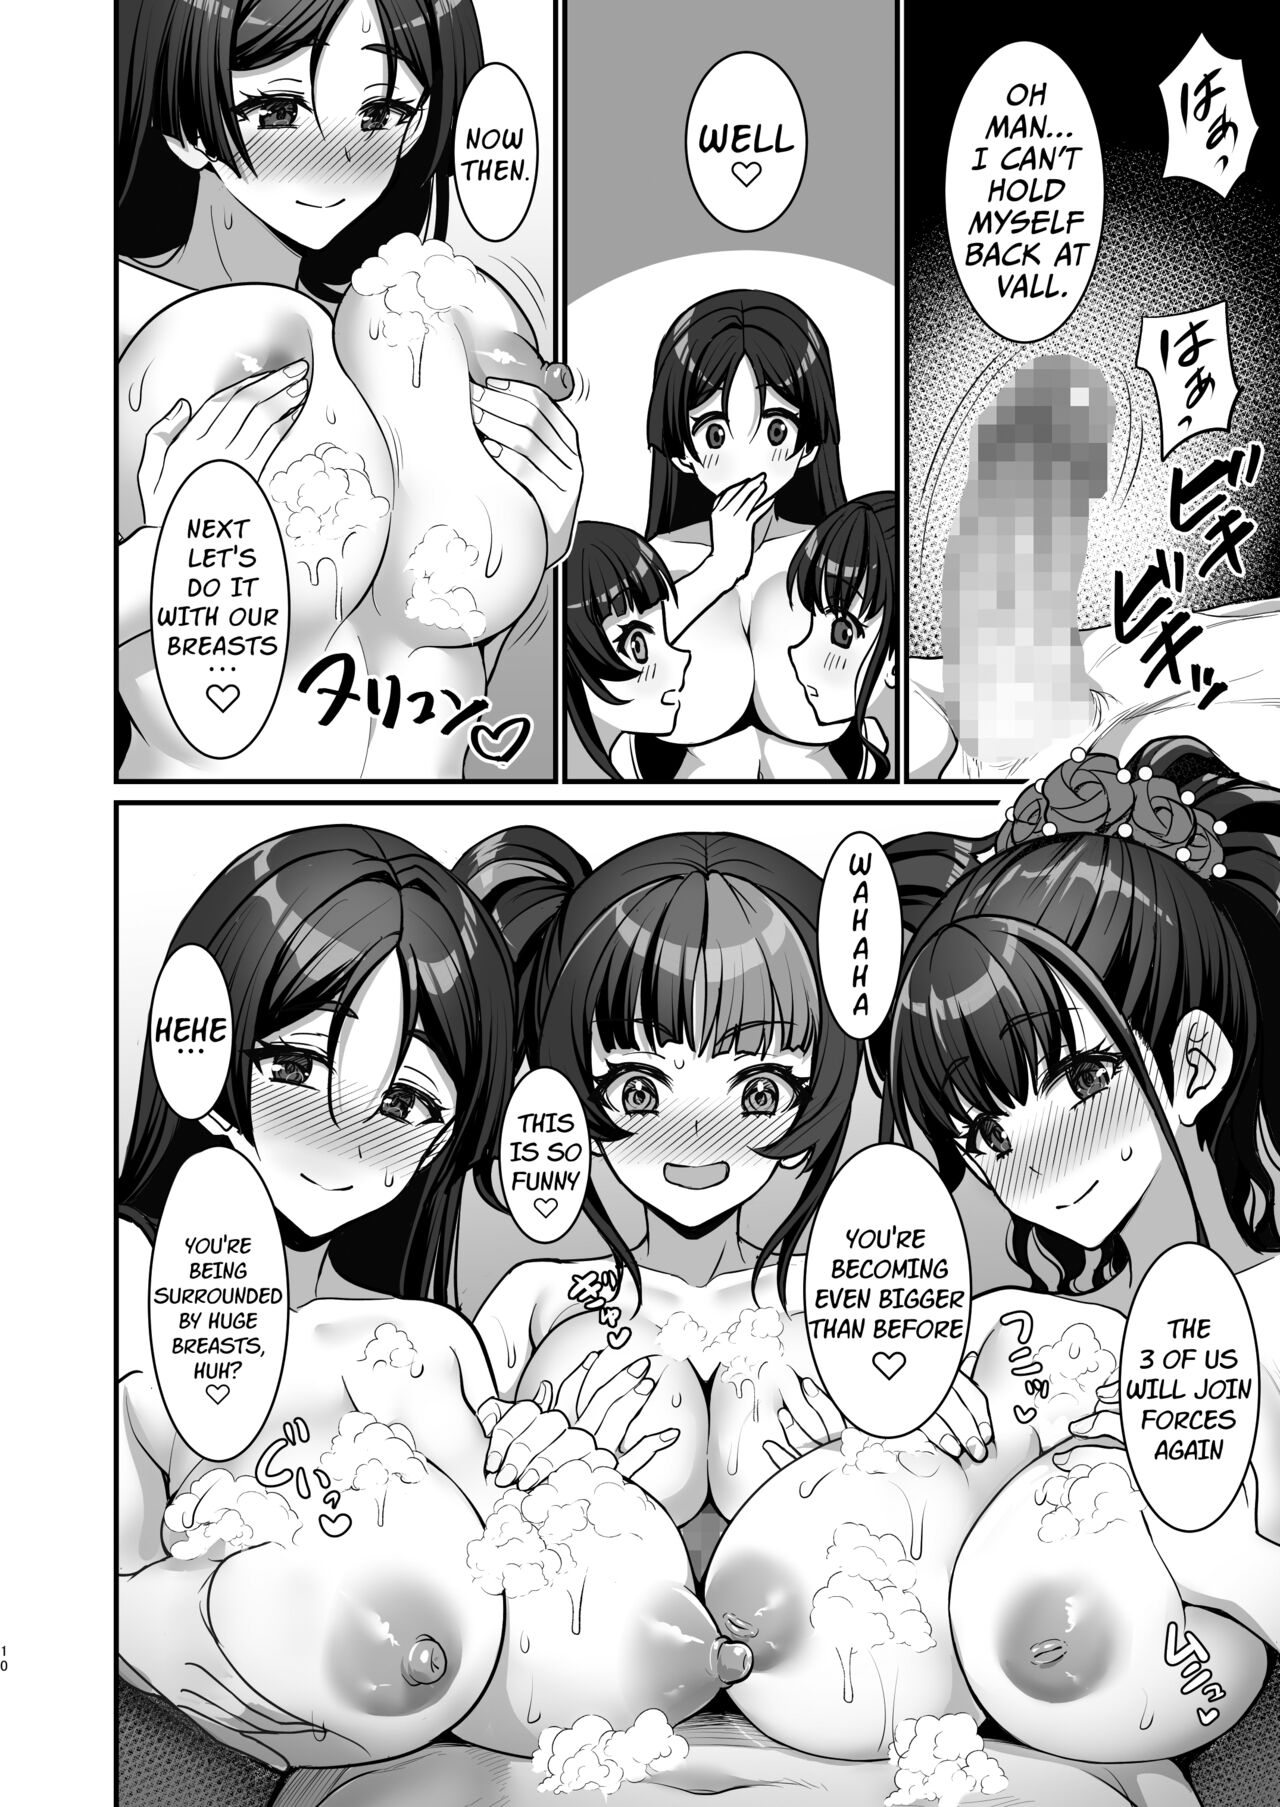 はぁっ
OH
MAN...
I CAN'T
HOLD
MYSELF
BACK AT
VALL.
はぁっ
ビキッ
ビキッ
WELL
♡
NOW
THEN.
NEXT
LET'S
DO IT
WITH OUR
BREASTS
...
♡
ヌリコン♡
WAHAHA
THIS
IS SO
FUNNY
♡
HEHE
...
YOU'RE
BECOMING
EVEN BIGGER
THAN BEFORE
♡
THE
3 OF US
WILL JOIN
FORCES
AGAIN
YOU'RE
BEING
SURROUNDED
BY HUGE
BREASTS,
HUH?
♡
10